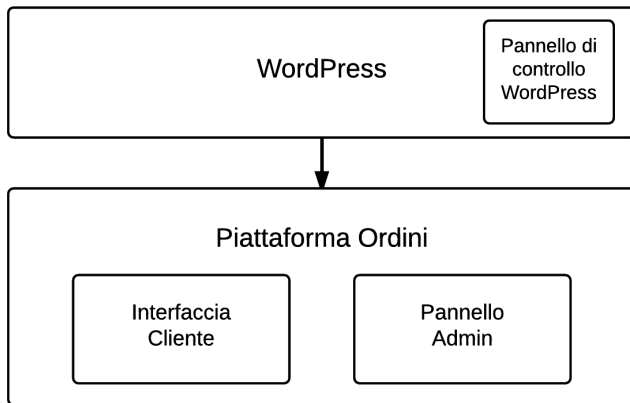 WordPress
Pannello di
controllo
WordPress
Piattaforma Ordini
Interfaccia
Cliente
Pannello
Admin